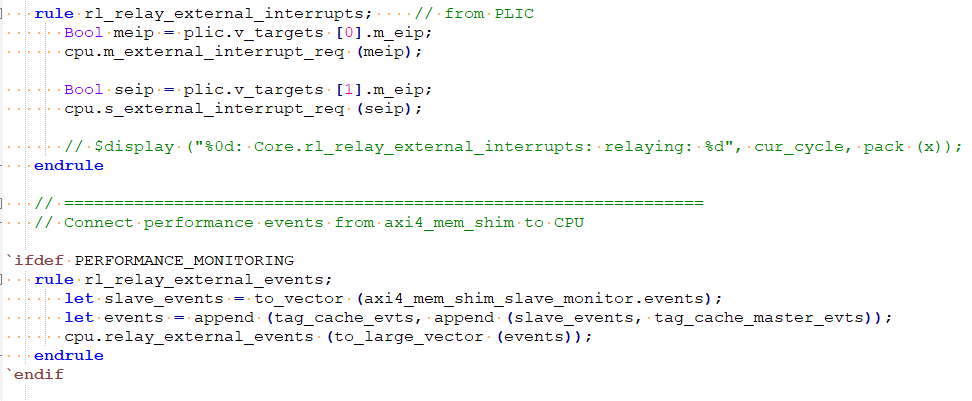 rule rl_relay_external_interrupts;    // from PLIC
Bool meip = plic.v_targets [0].m_eip;
cpu.m_external_interrupt_req (meip);
Bool seip = plic.v_targets [1].m_eip;
cpu.s_external_interrupt_req (seip);
// $display ("%0d: Core.rl_relay_external_interrupts: relaying: %d", cur_cycle, pack (x));
endrule
// ================================================================
// Connect performance events from axi4_mem_shim to CPU
`ifdef PERFORMANCE_MONITORING
rule rl_relay_external_events;
let slave_events = to_vector (axi4_mem_shim_slave_monitor.events);
let events = append (tag_cache_evts, append (slave_events, tag_cache_master_evts));
cpu.relay_external_events (to_large_vector (events));
endrule
`endif